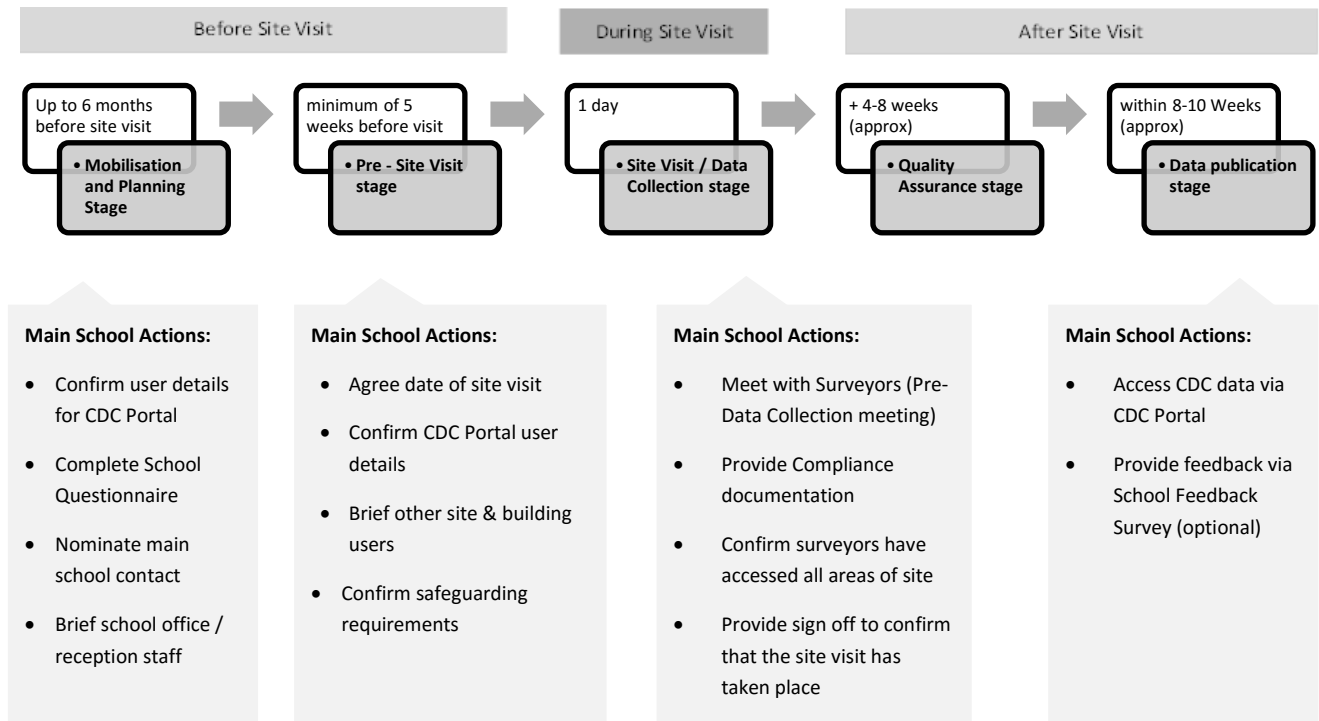 Before Site Visit
During Site Visit
After Site Visit
Up to 6 months
before site visit
• Mobilisation
and Planning
Stage
minimum of 5
weeks before visit
• Pre - Site Visit
stage
1 day
• Site Visit / Data
Collection stage
+ 4-8 weeks
(approx)
• Quality
Assurance stage
within 8-10 Weeks
(approx)
• Data publication
stage
Main School Actions:
• Confirm user details
for CDC Portal
• Complete School
Questionnaire
• Nominate main
school contact
• Brief school office /
reception staff
Main School Actions:
• Agree date of site visit
• Confirm CDC Portal user
details
• Brief other site & building
users
• Confirm safeguarding
requirements
Main School Actions:
• Meet with Surveyors (Pre-
Data Collection meeting)
• Provide Compliance
documentation
• Confirm surveyors have
accessed all areas of site
• Provide sign off to confirm
that the site visit has
taken place
Main School Actions:
• Access CDC data via
CDC Portal
• Provide feedback via
School Feedback
Survey (optional)